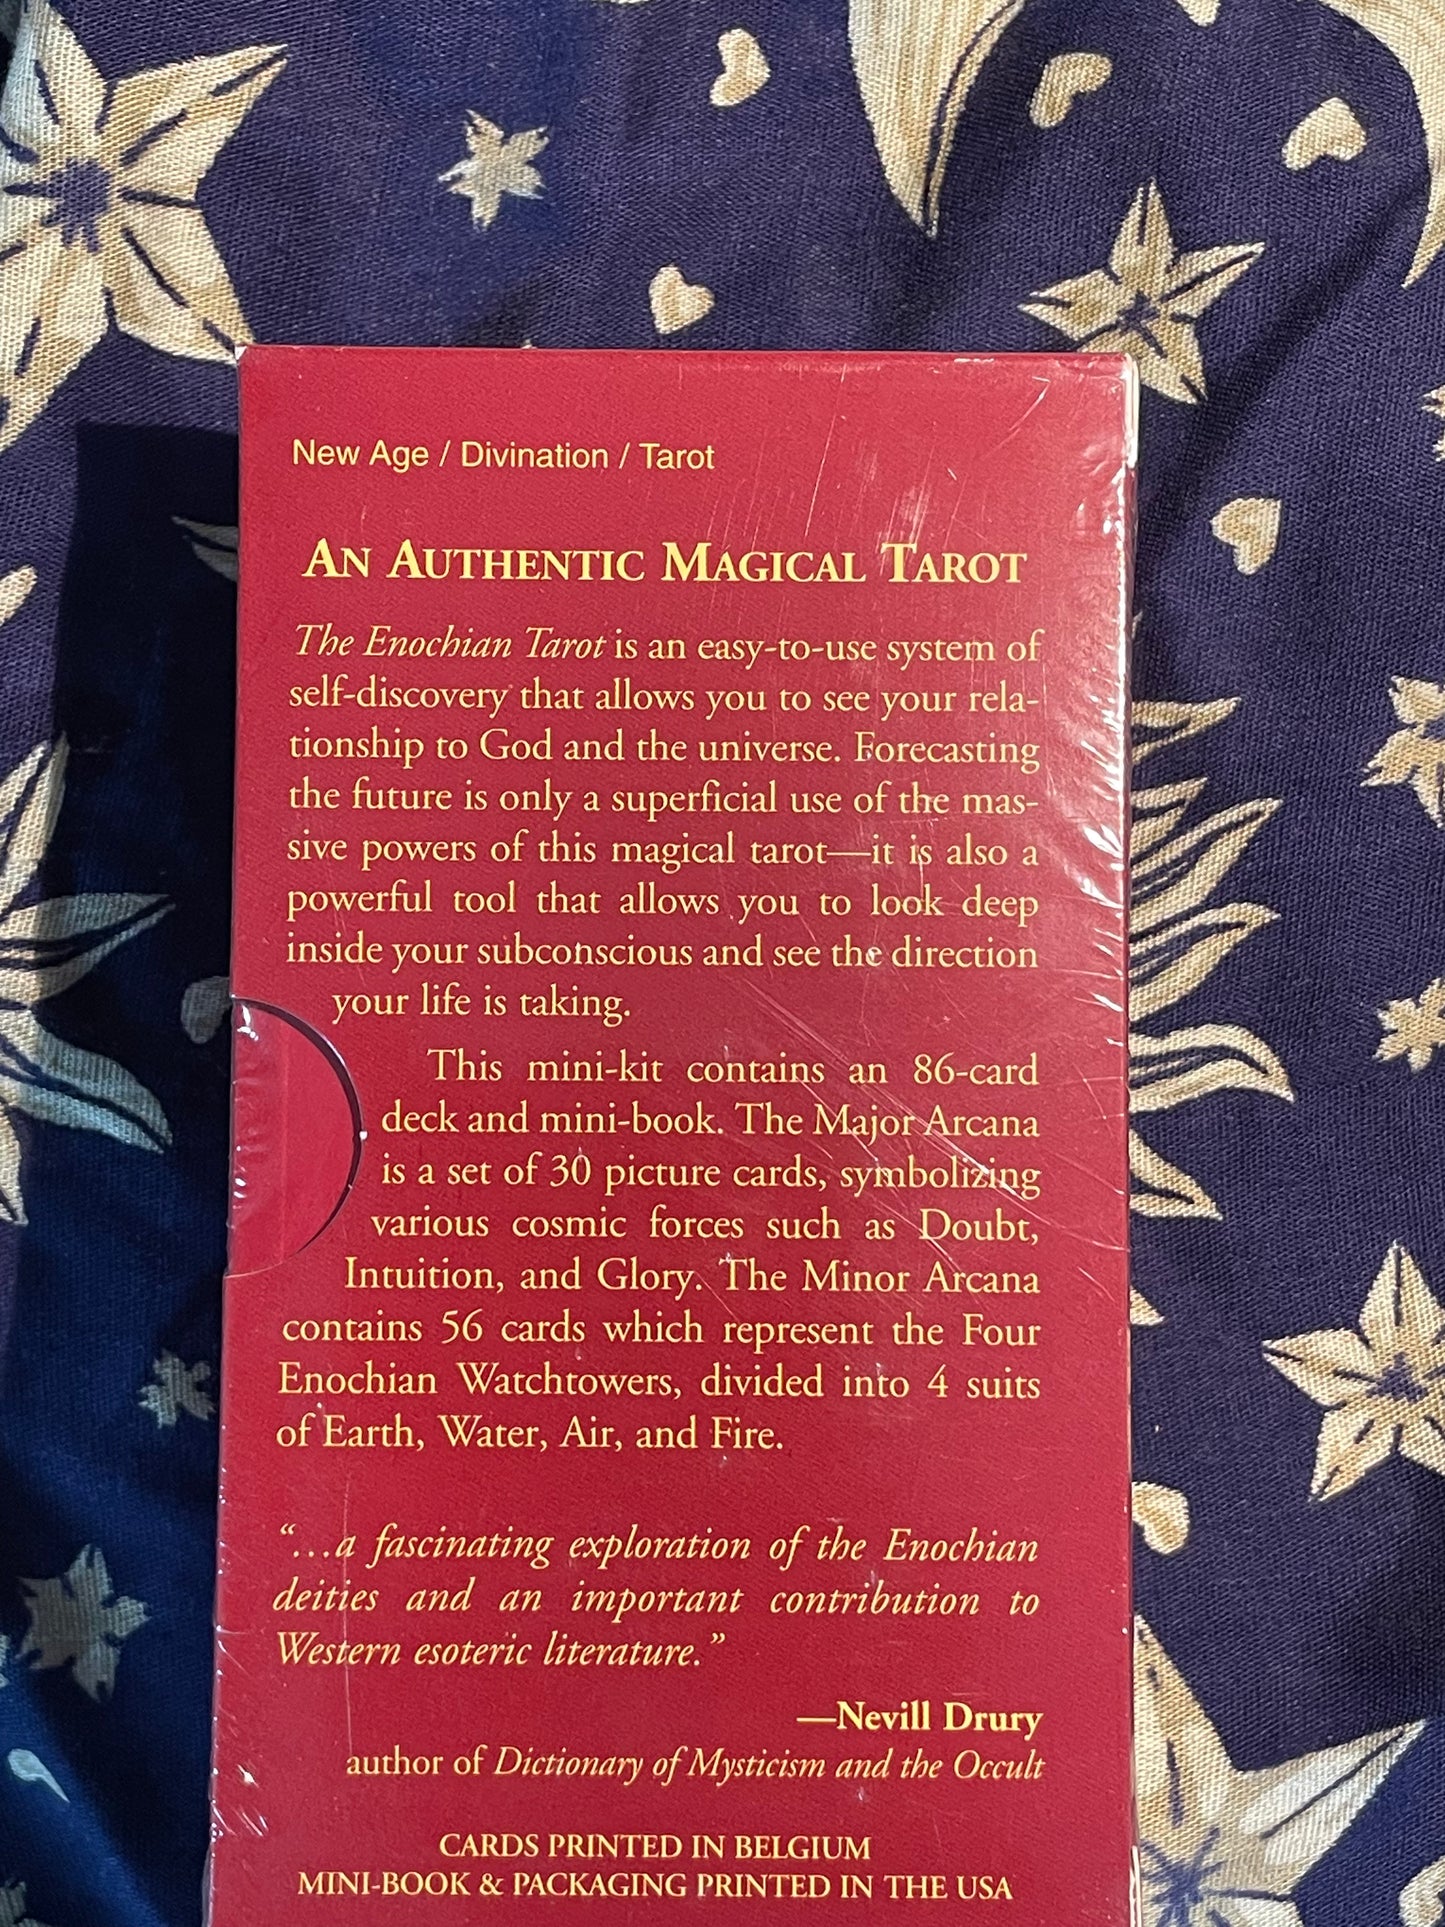 New Age / Divination / Tarot
AN AUTHENTIC MAGICAL TAROT
The Enochian Tarot is an easy-to-use system of
self-discovery that allows you to see your rela-
tionship to God and the universe. Forecasting
the future is only a superficial use of the mas-
sive powers of this magical tarot—it is also a
powerful tool that allows you to look deep
inside your subconscious and see the direction
your life is taking.
This mini-kit contains an 86-card
deck and mini-book. The Major Arcana
is a set of 30 picture cards, symbolizing
various cosmic forces such as Doubt,
Intuition, and Glory. The Minor Arcana
contains 56 cards which represent the Four
Enochian Watchtowers, divided into 4 suits
of Earth, Water, Air, and Fire.
“…a fascinating exploration of the Enochian
deities and an important contribution to
Western esoteric literature.”
—Nevill Drury
author of Dictionary of Mysticism and the Occult
CARDS PRINTED IN BELGIUM
MINI-BOOK & PACKAGING PRINTED IN THE USA